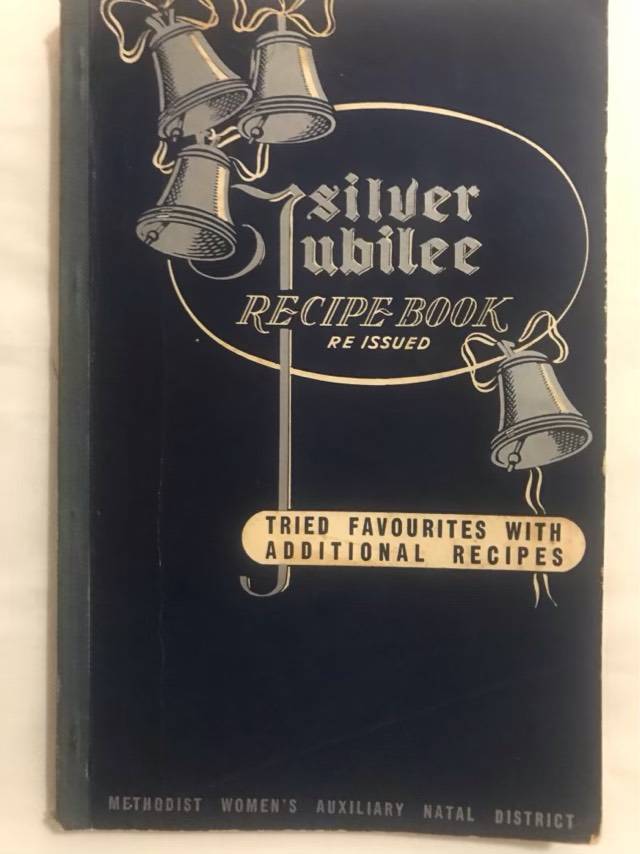 silver
Jubilee
RECIPE BOOK
RE ISSUED
TRIED FAVOURITES WITH
ADDITIONAL RECIPES
METHODIST WOMEN'S AUXILIARY NATAL DISTRICT